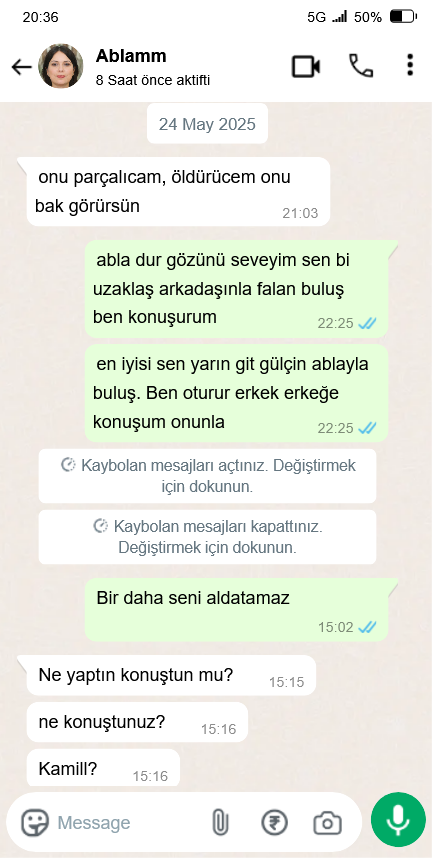 20:36
5G
50%
Ablamm
8 Saat önce aktifti
24 May 2025
onu parçalıcam, öldürücem onu
bak görürsün
21:03
abla dur gözünü seveyim sen bi
uzaklaş arkadaşınla falan buluş
ben konuşurum
22:25
en iyisi sen yarın git gülçin ablayla
buluş. Ben oturur erkek erkeğe
konuşum onunla
22:25
Kaybolan mesajları açtınız. Değiştirmek
için dokunun.
Kaybolan mesajları kapattınız.
Değiştirmek için dokunun.
Bir daha seni aldatamaz
15:02
Ne yaptın konuştun mu?
15:15
ne konuştunuz?
15:16
Kamill?
15:16
Message
₹